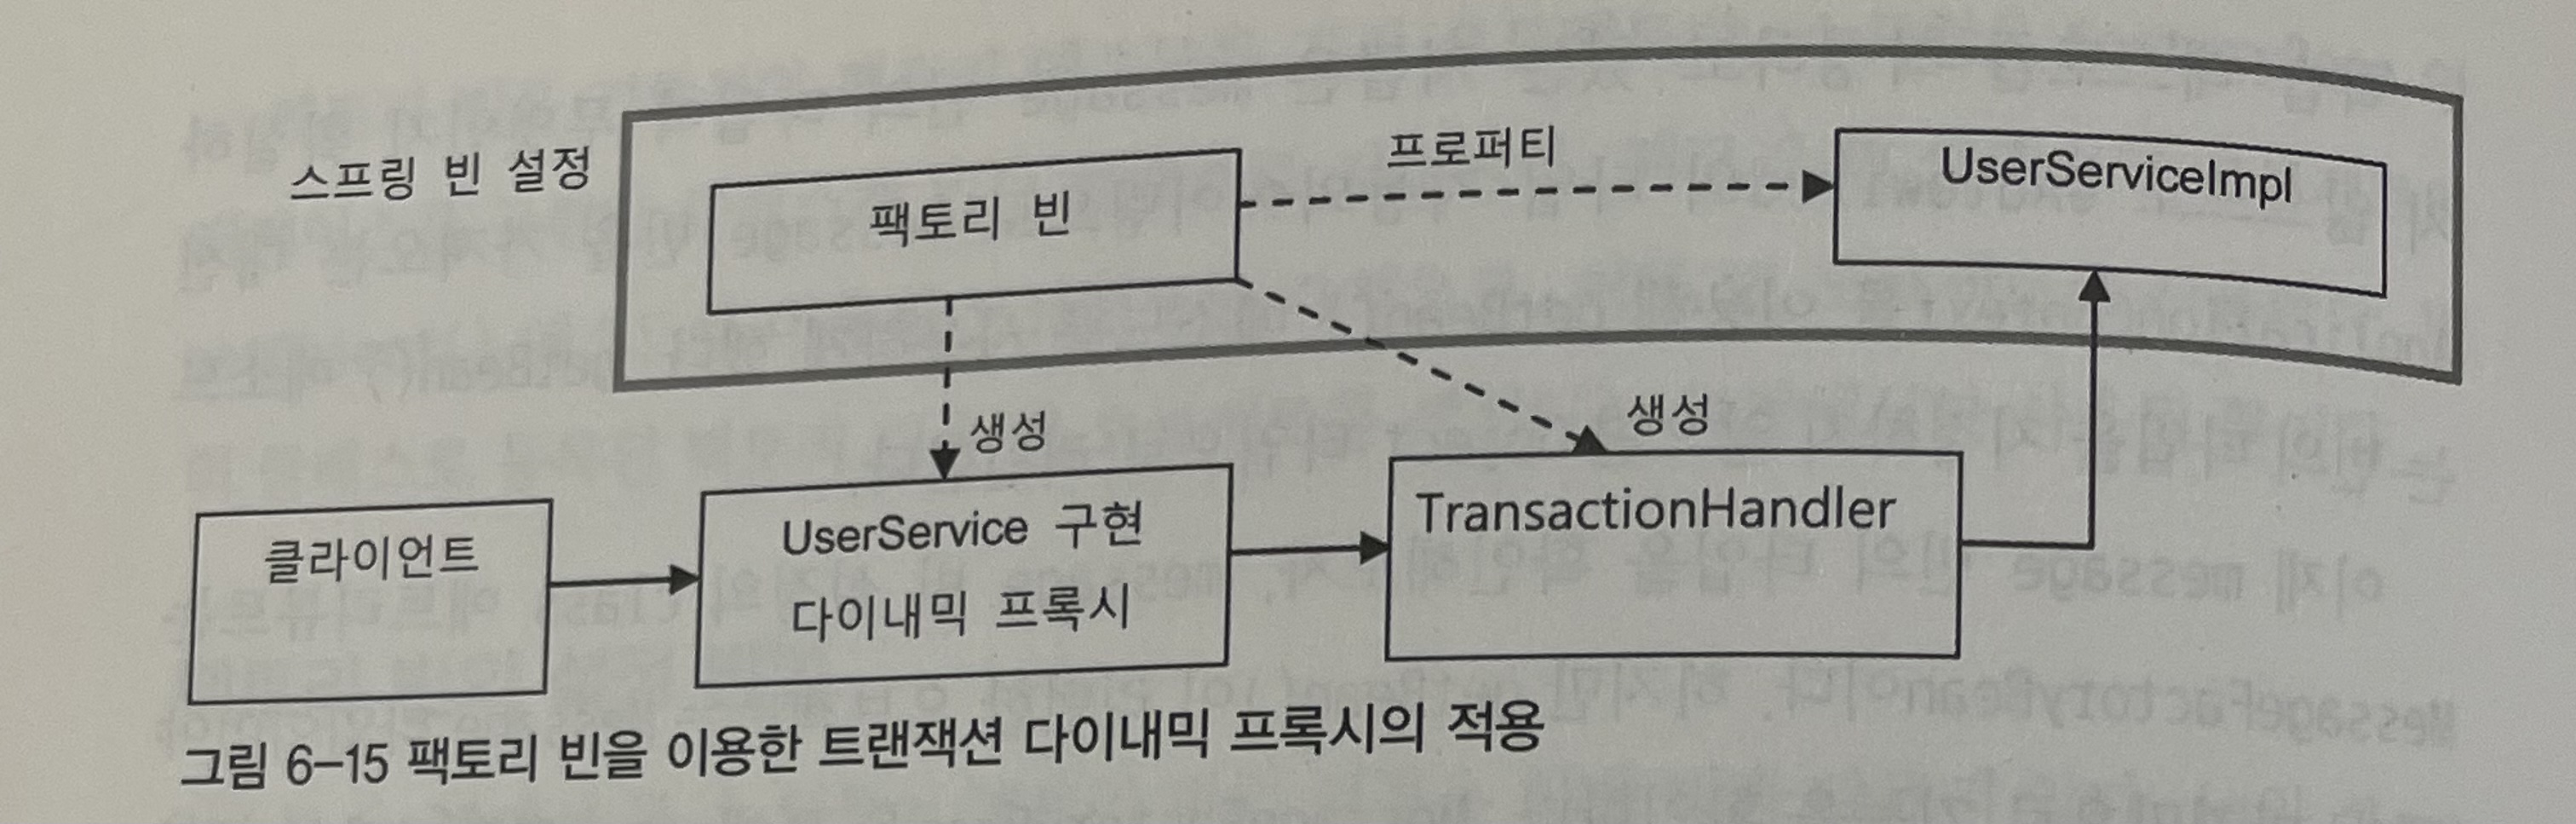 스프링 빈 설정
팩토리 빈
프로퍼티
UserServiceImpl
생성
생성
클라이언트
UserService 구현
다이내믹 프록시
TransactionHandler
그림 6-15 팩토리 빈을 이용한 트랜잭션 다이내믹 프록시의 적용